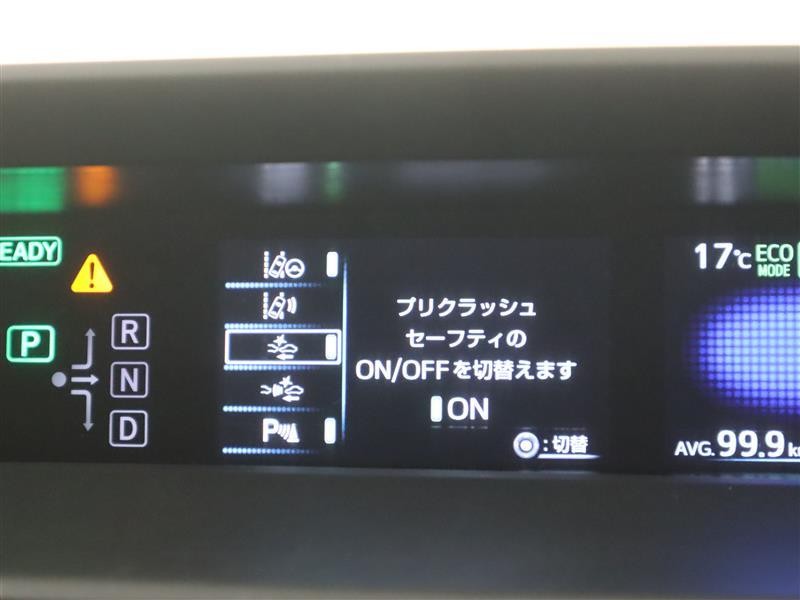 READY
P
R
N
D
P
プリクラッシュ
セーフティの
ON/OFFを切替えます
ON
:切替
17℃
ECO
MODE
AVG. 99.9